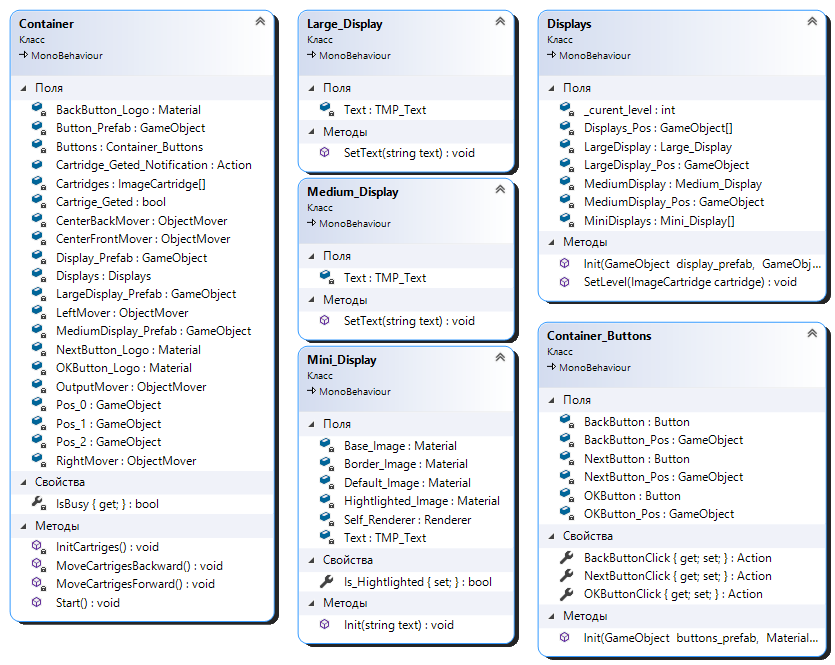 Container
Класс
MonoBehaviour
Поля
BackButton_Logo : Material
Button_Prefab : GameObject
Buttons : Container_Buttons
Cartridge_Geted_Notification : Action
Cartridges : ImageCartridge[]
Cartrige_Geted : bool
CenterBackMover : ObjectMover
CenterFrontMover : ObjectMover
Display_Prefab : GameObject
Displays : Displays
LargeDisplay_Prefab : GameObject
LeftMover : ObjectMover
MediumDisplay_Prefab : GameObject
NextButton_Logo : Material
OKButton_Logo : Material
OutputMover : ObjectMover
Pos_0 : GameObject
Pos_1 : GameObject
Pos_2 : GameObject
RightMover : ObjectMover
Свойства
IsBusy { get; } : bool
Методы
InitCartriges() : void
MoveCartrigesBackward() : void
MoveCartrigesForward() : void
Start() : void
Large_Display
Класс
MonoBehaviour
Поля
Text : TMP_Text
Методы
SetText(string text) : void
Medium_Display
Класс
MonoBehaviour
Поля
Text : TMP_Text
Методы
SetText(string text) : void
Mini_Display
Класс
MonoBehaviour
Поля
Base_Image : Material
Border_Image : Material
Default_Image : Material
Hightlighted_Image : Material
Self_Renderer : Renderer
Text : TMP_Text
Свойства
Is_Hightlighted { set; } : bool
Методы
Init(string text) : void
Displays
Класс
MonoBehaviour
Поля
_curent_level : int
Displays_Pos : GameObject[]
LargeDisplay : Large_Display
LargeDisplay_Pos : GameObject
MediumDisplay : Medium_Display
MediumDisplay_Pos : GameObject
MiniDisplays : Mini_Display[]
Методы
Init(GameObject display_prefab, GameObj...
SetLevel(ImageCartridge cartridge) : void
Container_Buttons
Класс
MonoBehaviour
Поля
BackButton : Button
BackButton_Pos : GameObject
NextButton : Button
NextButton_Pos : GameObject
OKButton : Button
OKButton_Pos : GameObject
Свойства
BackButtonClick { get; set; } : Action
NextButtonClick { get; set; } : Action
OKButtonClick { get; set; } : Action
Методы
Init(GameObject buttons_prefab, Material...